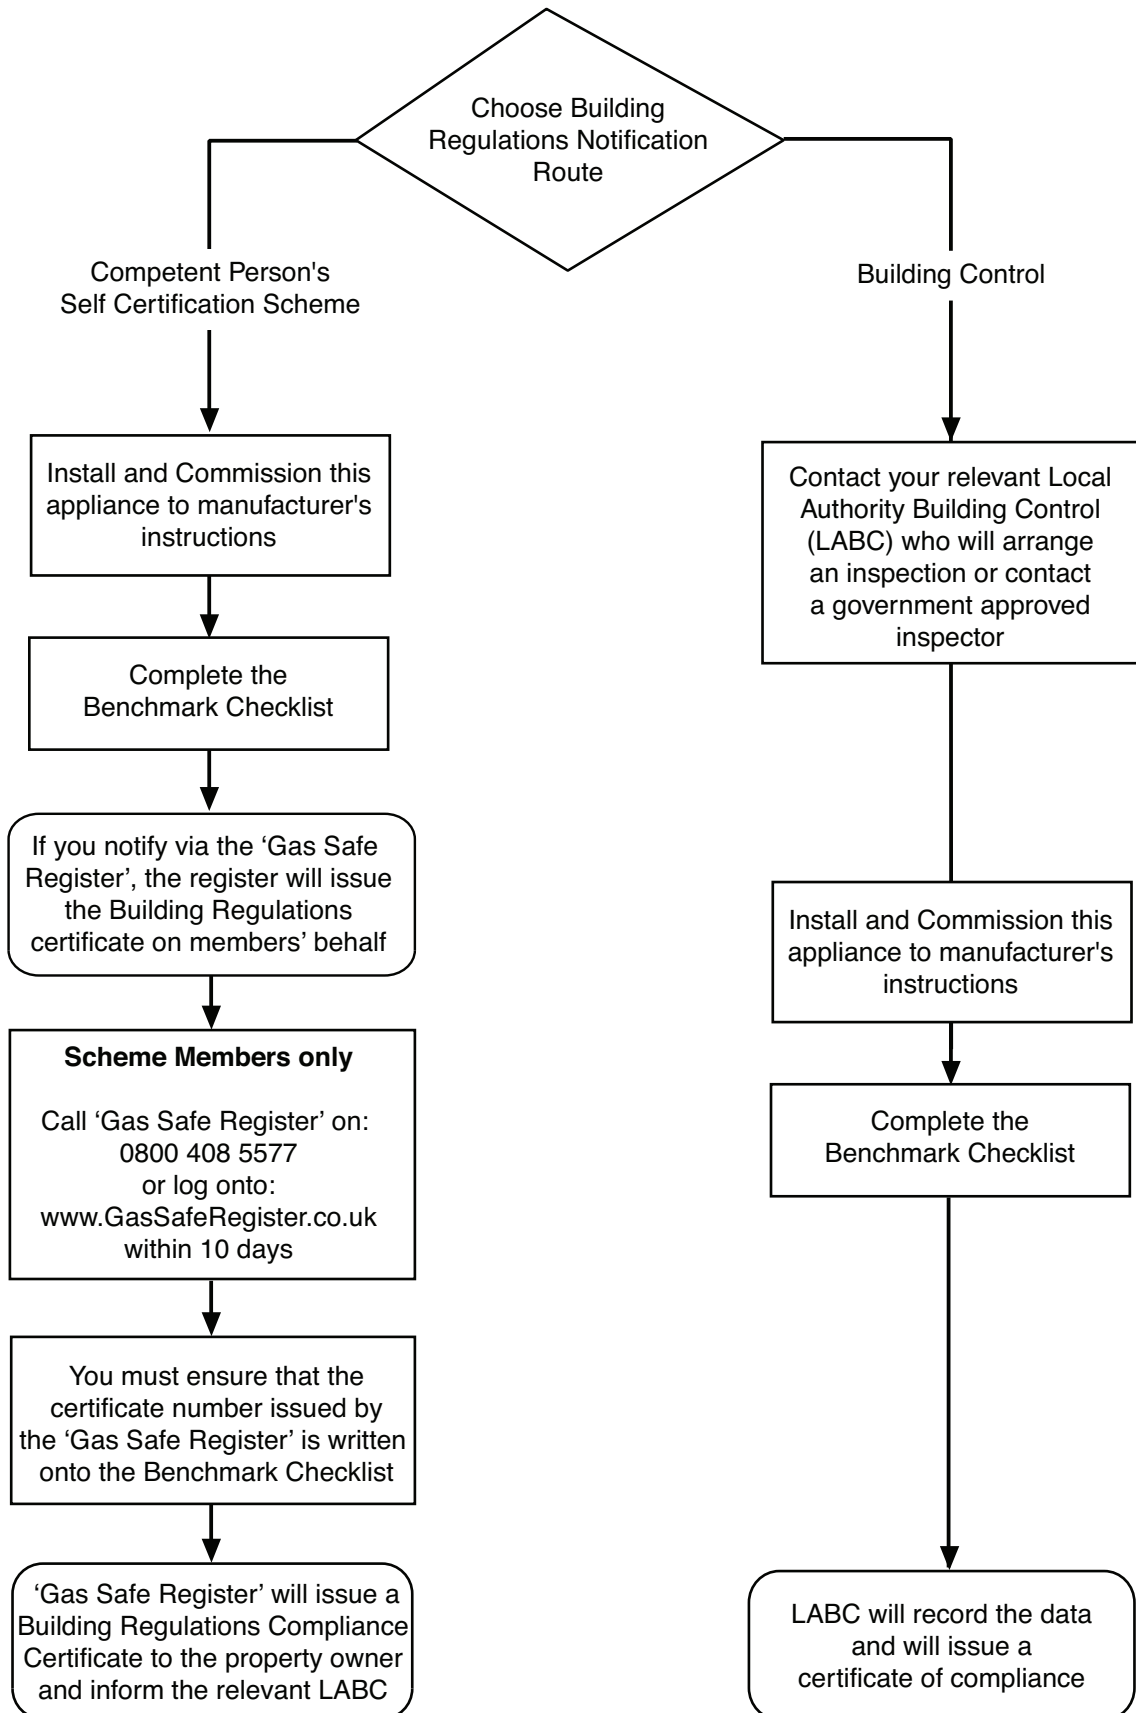 Choose Building
Regulations Notification
Route
Competent Person's
Self Certification Scheme
Building Control
Install and Commission this
appliance to manufacturer's
instructions
Complete the
Benchmark Checklist
If you notify via the ‘Gas Safe
Register’, the register will issue
the Building Regulations
certificate on members’ behalf
Scheme Members only
Call ‘Gas Safe Register’ on:
0800 408 5577
or log onto:
www.GasSafeRegister.co.uk
within 10 days
You must ensure that the
certificate number issued by
the ‘Gas Safe Register’ is written
onto the Benchmark Checklist
‘Gas Safe Register’ will issue a
Building Regulations Compliance
Certificate to the property owner
and inform the relevant LABC
Contact your relevant Local
Authority Building Control
(LABC) who will arrange
an inspection or contact
a government approved
inspector
Install and Commission this
appliance to manufacturer's
instructions
Complete the
Benchmark Checklist
LABC will record the data
and will issue a
certificate of compliance